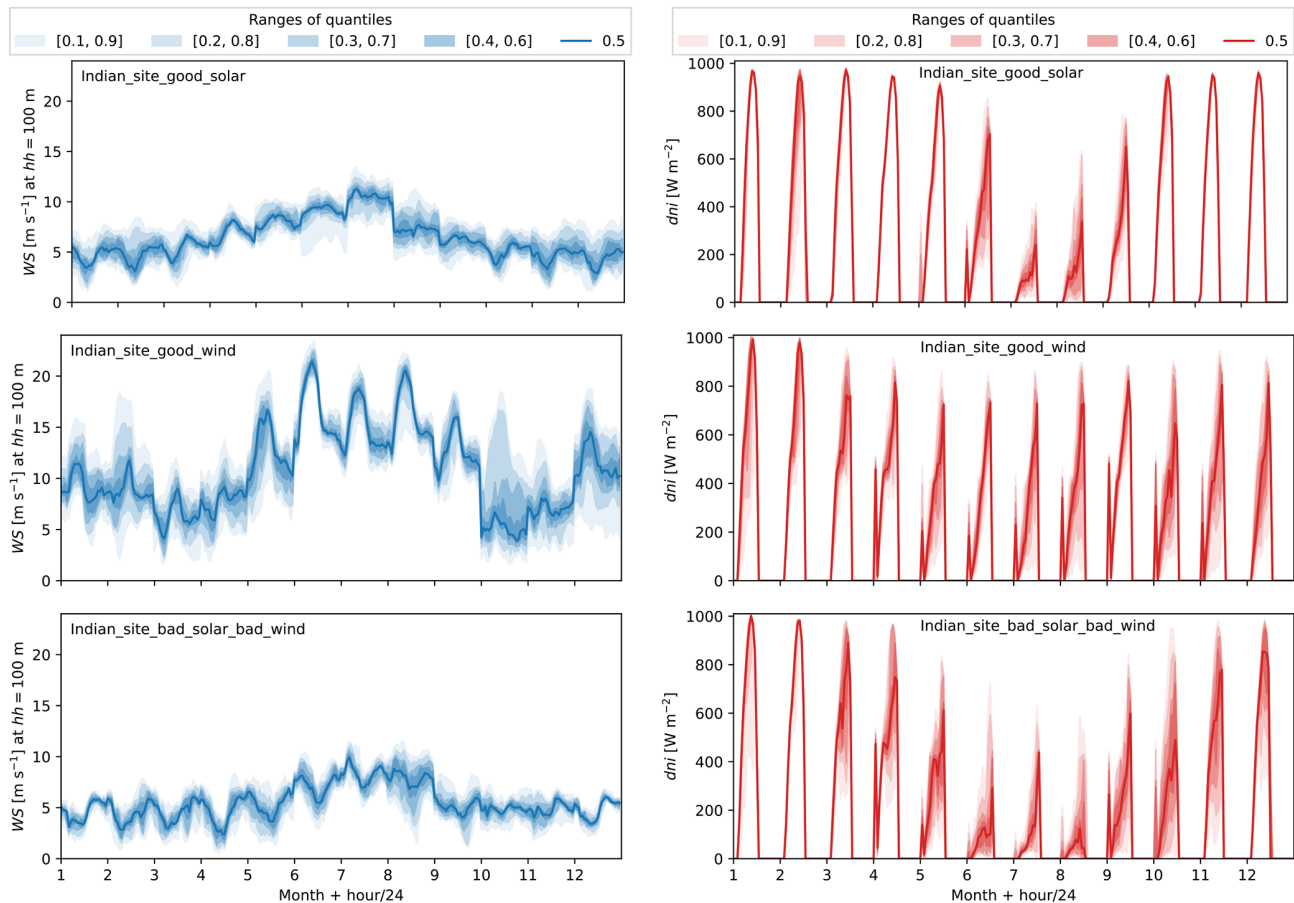 Ranges of quantiles
[0.1, 0.9] [0.2, 0.8] [0.3, 0.7] [0.4, 0.6] 0.5
Indian_site_good_solar
WS [m s⁻¹] at hh = 100 m
20
15
10
5
0
Indian_site_good_wind
WS [m s⁻¹] at hh = 100 m
20
15
10
5
0
Indian_site_bad_solar_bad_wind
WS [m s⁻¹] at hh = 100 m
20
15
10
5
0
1 2 3 4 5 6 7 8 9 10 11 12
Month + hour/24
Ranges of quantiles
[0.1, 0.9] [0.2, 0.8] [0.3, 0.7] [0.4, 0.6] 0.5
Indian_site_good_solar
dni [W m⁻²]
1000
800
600
400
200
0
Indian_site_good_wind
dni [W m⁻²]
1000
800
600
400
200
0
Indian_site_bad_solar_bad_wind
dni [W m⁻²]
1000
800
600
400
200
0
1 2 3 4 5 6 7 8 9 10 11 12
Month + hour/24